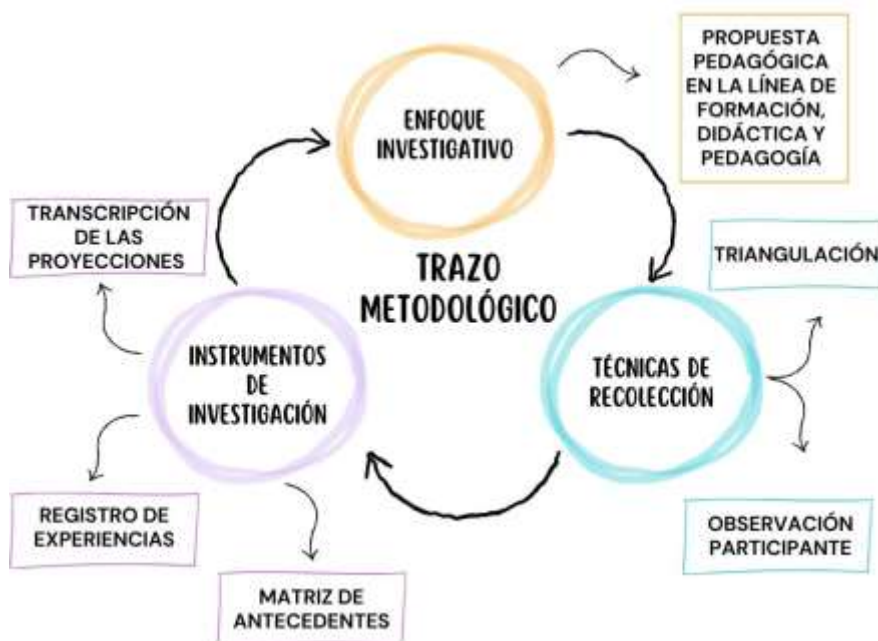 ENFOQUE
INVESTIGATIVO
PROPUESTA
PEDAGÓGICA
EN LA LÍNEA DE
FORMACIÓN,
DIDÁCTICA Y
PEDAGOGÍA
TRANSCRIPCIÓN
DE LAS
PROYECCIONES
TRAZO
METODOLÓGICO
TRIANGULACIÓN
INSTRUMENTOS
DE
INVESTIGACIÓN
TÉCNICAS DE
RECOLECCIÓN
REGISTRO DE
EXPERIENCIAS
OBSERVACIÓN
PARTICIPANTE
MATRIZ DE
ANTECEDENTES